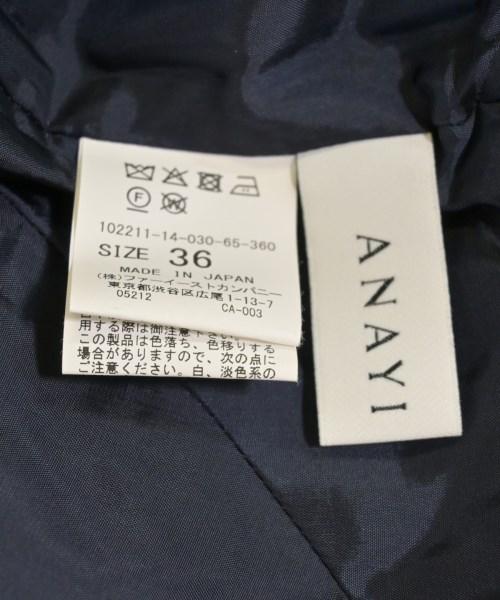 102211-14-030-65-360
SIZE 36
MADE IN JAPAN
(株)ファーイーストカンパニー
東京都渋谷区広尾1-13-7
05212 CA-003
用する際は御注意下さい
この製品は色落ち、色移りする
場合がありますので、次の点に
ご注意ください。白、淡色系の
ANAYI